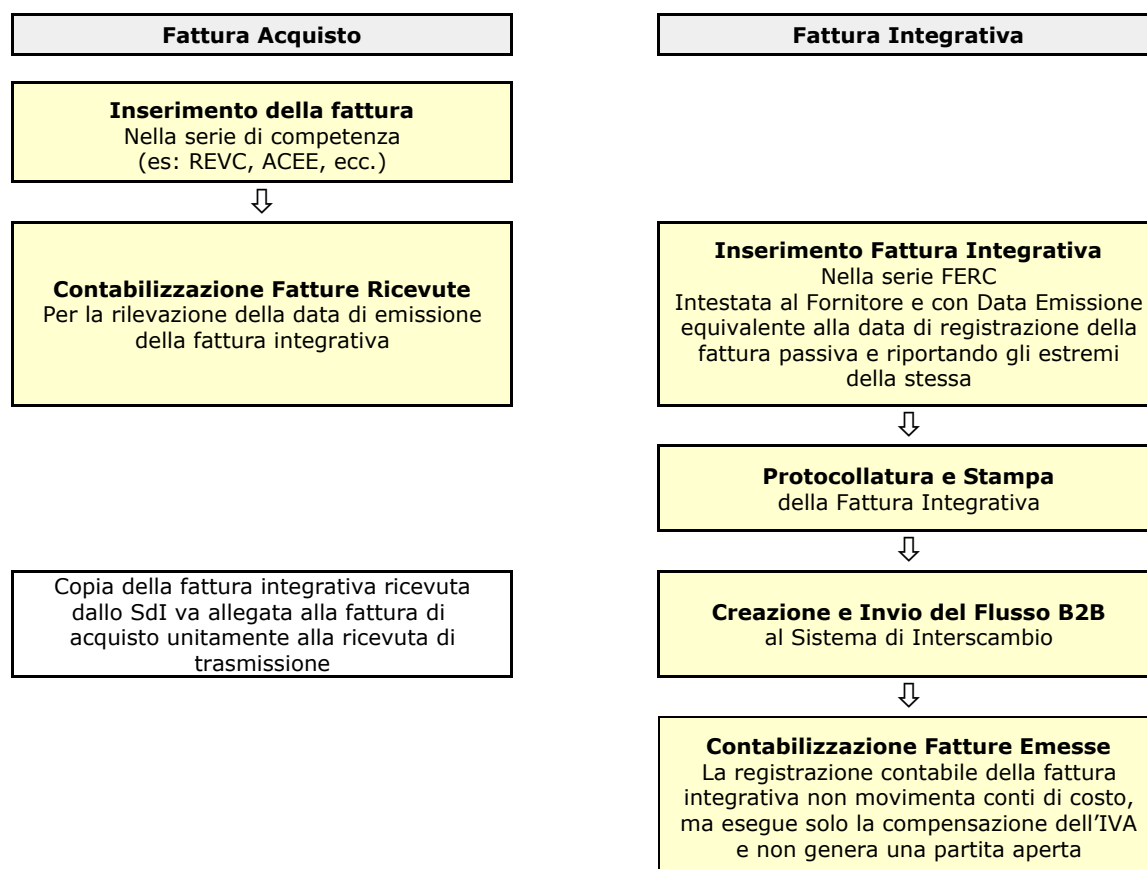 Fattura Acquisto
Fattura Integrativa
Inserimento della fattura
Nella serie di competenza
(es: REVC, ACEE, ecc.)
Contabilizzazione Fatture Ricevute
Per la rilevazione della data di emissione
della fattura integrativa
Inserimento Fattura Integrativa
Nella serie FERC
Intestata al Fornitore e con Data Emissione
equivalente alla data di registrazione della
fattura passiva e riportando gli estremi
della stessa
Protocollatura e Stampa
della Fattura Integrativa
Copia della fattura integrativa ricevuta
dallo SdI va allegata alla fattura di
acquisto unitamente alla ricevuta di
trasmissione
Creazione e Invio del Flusso B2B
al Sistema di Interscambio
Contabilizzazione Fatture Emesse
La registrazione contabile della fattura
integrativa non movimenta conti di costo,
ma esegue solo la compensazione dell’IVA
e non genera una partita aperta